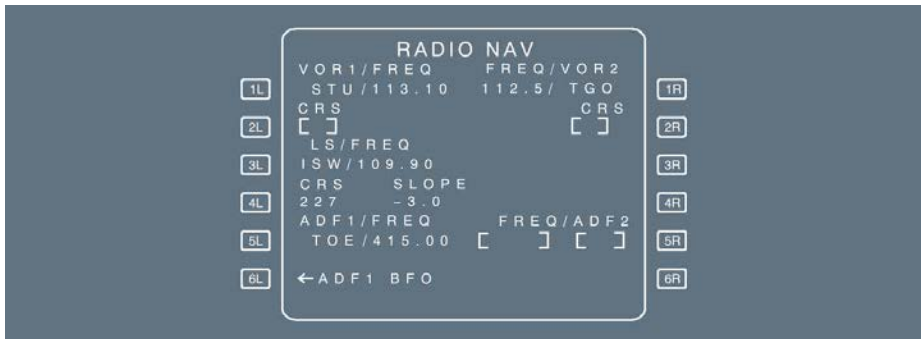 RADIO NAV
VOR1/FREQ FREQ/VOR2
1L STU/113.10 112.5/ TGO 1R
CRS CRS
2L [ ] [ ] 2R
LS/FREQ
3L ISW/109.90 3R
CRS SLOPE
4L 227 -3.0 4R
ADF1/FREQ FREQ/ADF2
5L TOE/415.00 [ ] [ ] 5R
6L ←ADF1 BFO 6R